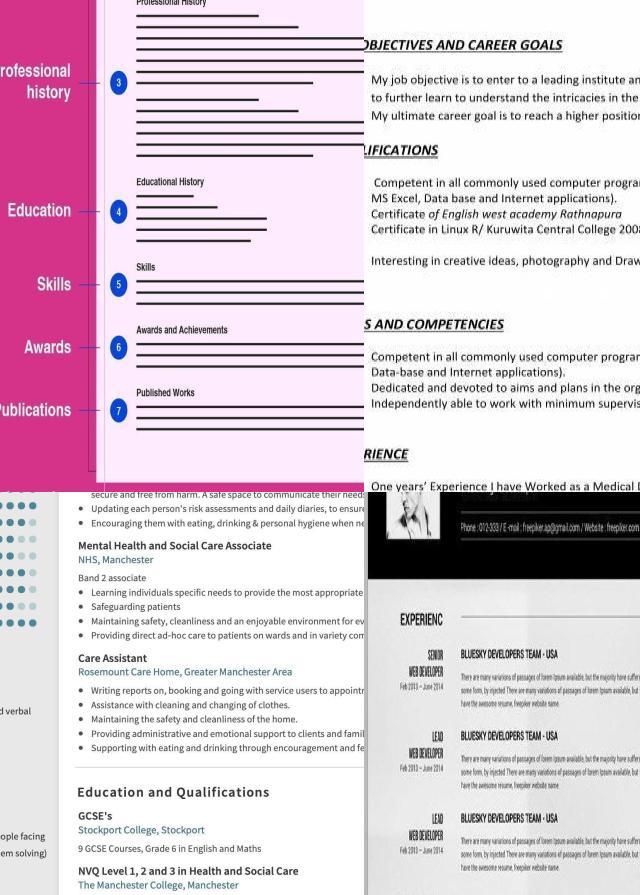 Professional History
rofessional
history
3
Educational History
Education
4
Skills
Skills
5
Awards and Achievements
Awards
6
Published Works
Publications
7
OBJECTIVES AND CAREER GOALS
My job objective is to enter to a leading institute an
to further learn to understand the intricacies in the
My ultimate career goal is to reach a higher position
LIFICATIONS
Competent in all commonly used computer program
MS Excel, Data base and Internet applications).
Certificate of English west academy Rathnapura
Certificate in Linux R/ Kuruwita Central College 2008
Interesting in creative ideas, photography and Draw
S AND COMPETENCIES
Competent in all commonly used computer program
Data-base and Internet applications).
Dedicated and devoted to aims and plans in the org
Independently able to work with minimum supervis
RIENCE
One years' Experience I have Worked as a Medical D
secure and free from harm. A safe space to communicate their needs
• Updating each person's risk assessments and daily diaries, to ensure
• Encouraging them with eating, drinking & personal hygiene when ne
Mental Health and Social Care Associate
NHS, Manchester
Band 2 associate
• Learning individuals specific needs to provide the most appropriate
• Safeguarding patients
• Maintaining safety, cleanliness and an enjoyable environment for ev
• Providing direct ad-hoc care to patients on wards and in variety com
Care Assistant
Rosemount Care Home, Greater Manchester Area
• Writing reports on, booking and going with service users to appointm
• Assistance with cleaning and changing of clothes.
• Maintaining the safety and cleanliness of the home.
• Providing administrative and emotional support to clients and famil
• Supporting with eating and drinking through encouragement and fe
d verbal
ople facing
em solving)
Education and Qualifications
GCSE's
Stockport College, Stockport
9 GCSE Courses, Grade 6 in English and Maths
NVQ Level 1, 2 and 3 in Health and Social Care
The Manchester College, Manchester
Phone : 012-333 / E-mail : freepiker.ap@gmail.com / Website : freepiker.com
EXPERIENC
SENIOR
WEB DEVELOPER
Feb 2013 – June 2014
BLUESKY DEVELOPERS TEAM - USA
There are many variations of passages of lorem Ipsum available, but the majority have suffere
some form, by injected There are many variations of passages of lorem Ipsum available, but
have the awesome resume, freepiker website name.
LEAD
WEB DEVELOPER
Feb 2013 – June 2014
BLUESKY DEVELOPERS TEAM - USA
There are many variations of passages of lorem Ipsum available, but the majority have suffere
some form, by injected There are many variations of passages of lorem Ipsum available, but
have the awesome resume, freepiker website name.
LEAD
WEB DEVELOPER
Feb 2013 – June 2014
BLUESKY DEVELOPERS TEAM - USA
There are many variations of passages of lorem Ipsum available, but the majority have suffere
some form, by injected There are many variations of passages of lorem Ipsum available, but
have the awesome resume, freepiker website name.